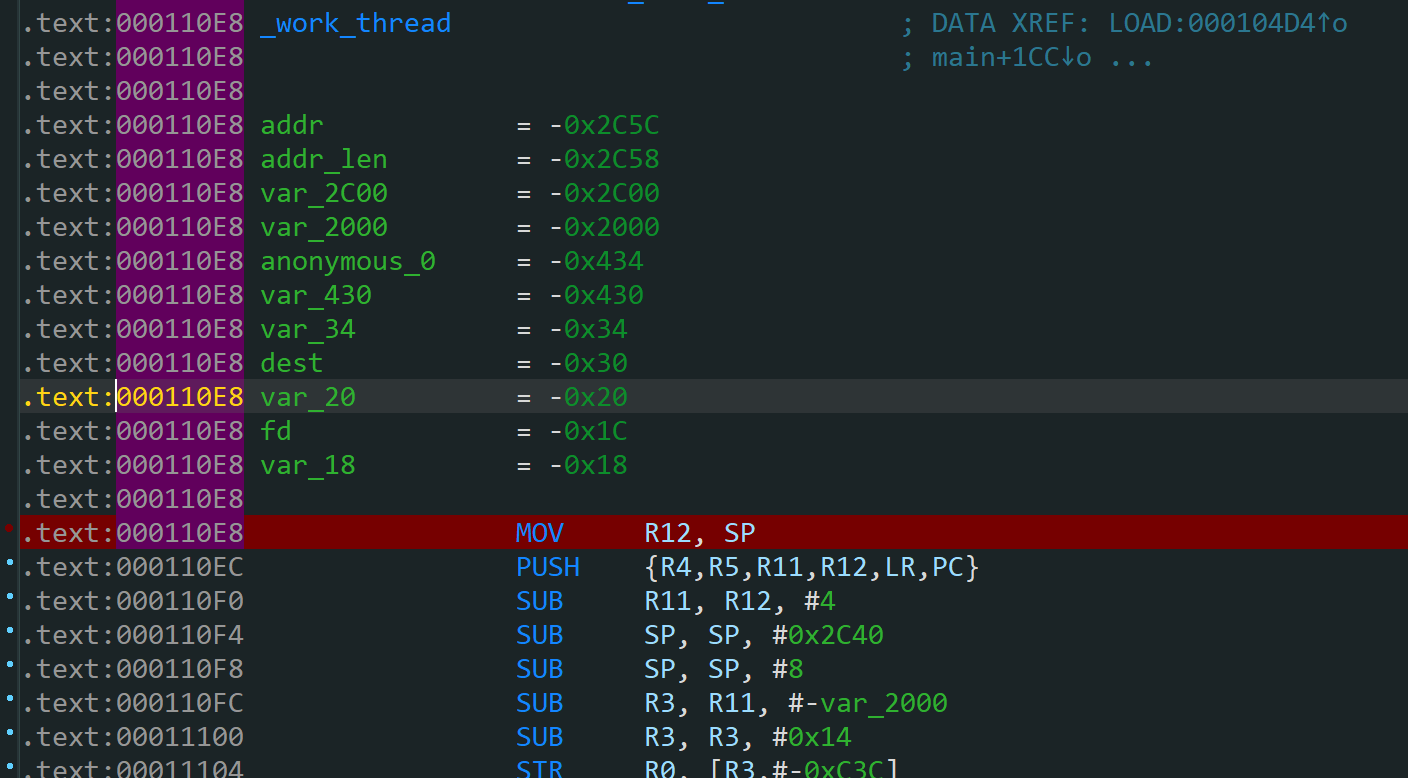 .text:000110E8 _work_thread ; DATA XREF: LOAD:000104D4↑o
.text:000110E8 ; main+1CC↓o ...
.text:000110E8
.text:000110E8 addr = -0x2C5C
.text:000110E8 addr_len = -0x2C58
.text:000110E8 var_2C00 = -0x2C00
.text:000110E8 var_2000 = -0x2000
.text:000110E8 anonymous_0 = -0x434
.text:000110E8 var_430 = -0x430
.text:000110E8 var_34 = -0x34
.text:000110E8 dest = -0x30
.text:000110E8 var_20 = -0x20
.text:000110E8 fd = -0x1C
.text:000110E8 var_18 = -0x18
.text:000110E8
.text:000110E8 MOV R12, SP
.text:000110EC PUSH {R4,R5,R11,R12,LR,PC}
.text:000110F0 SUB R11, R12, #4
.text:000110F4 SUB SP, SP, #0x2C40
.text:000110F8 SUB SP, SP, #8
.text:000110FC SUB R3, R11, #-var_2000
.text:00011100 SUB R3, R3, #0x14
.text:00011104 STR R0, [R3,#-0xC3C]